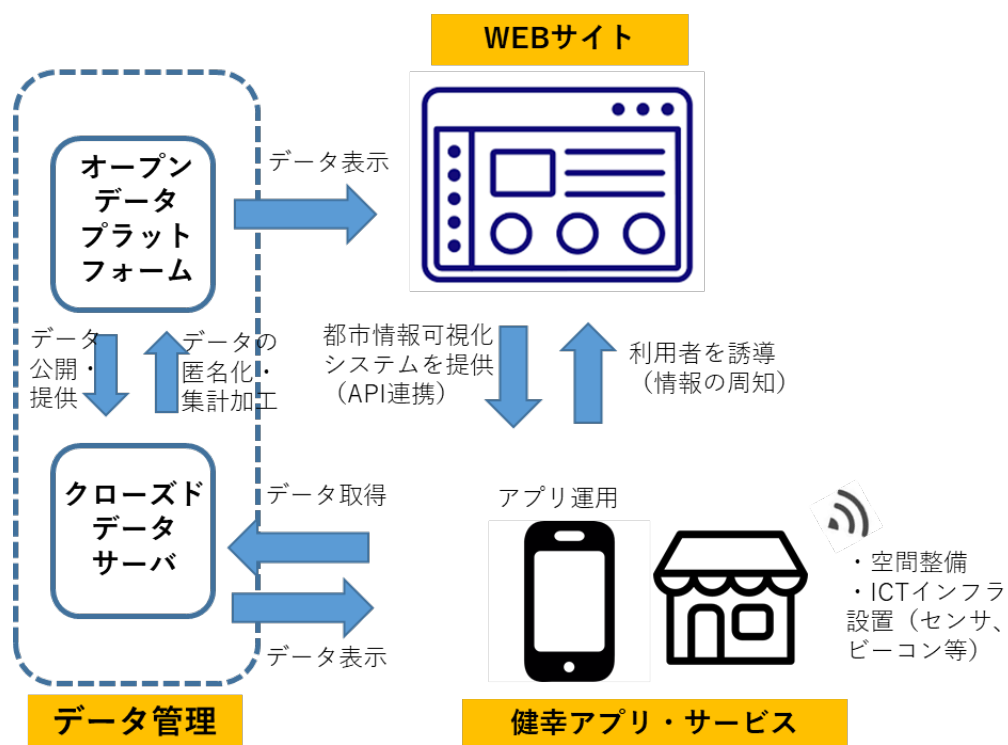 WEBサイト
オープン
データ
プラット
フォーム
データ表示
データ
公開・
提供
データの
匿名化・
集計加工
都市情報可視化
システムを提供
（API連携）
利用者を誘導
（情報の周知）
クローズド
データ
サーバ
データ取得
データ表示
アプリ運用
・空間整備
・ICTインフラ
設置（センサ、
ビーコン等）
データ管理
健幸アプリ・サービス